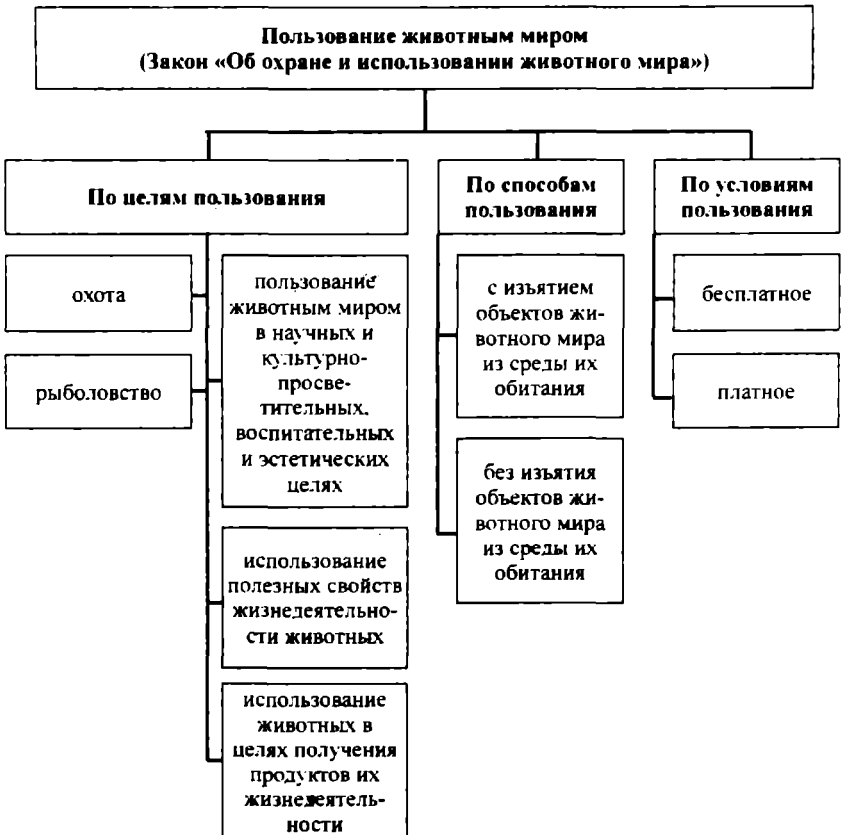 Пользование животным миром
(Закон «Об охране и использовании животного мира»)
По целям пользования
охота
рыболовство
пользование
животным миром
в научных и
культурно-
просве-
тительных,
воспитательных
и эстетических
целях
использование
полезных свойств
жизнедеятельно-
сти животных
использование
животных в
целях получения
продуктов их
жизнедеятель-
ности
По способам
пользования
с изъятием
объектов жи-
вотного мира
из среды их
обитания
без изъятия
объектов жи-
вотного мира
из среды их
обитания
По условиям
пользования
бесплатное
платное